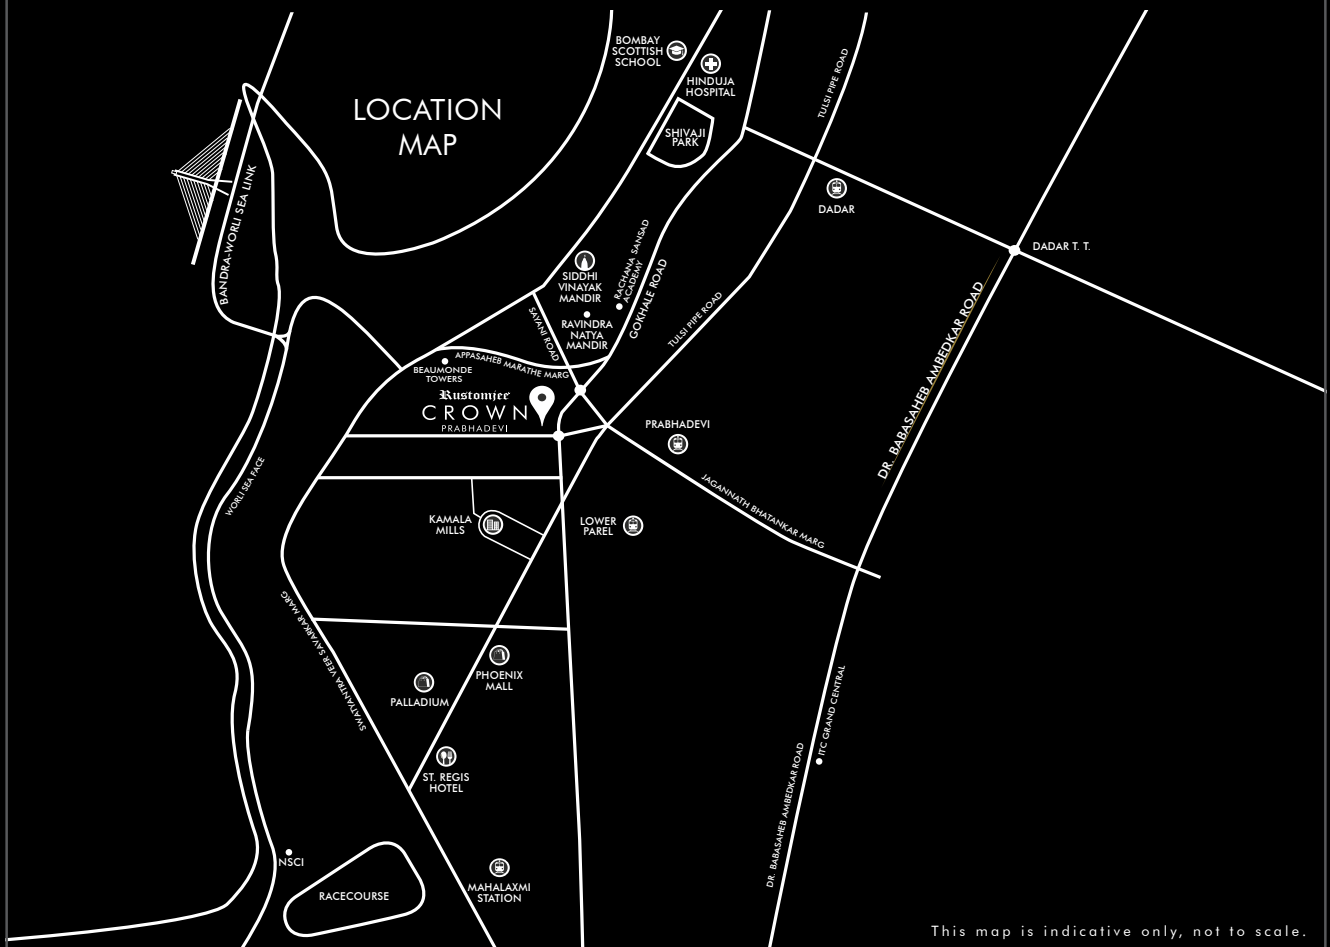 BOMBAY
SCOTTISH
SCHOOL
HINDUJA
HOSPITAL
TULSI PIPE ROAD
LOCATION
MAP
SHIVAJI
PARK
BANDRA-WORLI SEA LINK
DADAR
DADAR T. T.
SIDDHI
VINAYAK
MANDIR
RACHANA SANSAD
ACADEMY
GOKHALE ROAD
SAYANI ROAD
RAVINDRA
NATYA
MANDIR
TULSI PIPE ROAD
DR. BABASAHEB AMBEDKAR ROAD
APPASAHEB MARATHE MARG
BEAUMONDE
TOWERS
Rustomjee
CROWN
PRABHADEVI
PRABHADEVI
WORLI SEA FACE
JAGANNATH BHATANKAR MARG
KAMALA
MILLS
LOWER
PAREL
SWATYANTRA VEER SAVARKAR MARG
PHOENIX
MALL
PALLADIUM
ITC GRAND CENTRAL
ST. REGIS
HOTEL
DR. BABASAHEB AMBEDKAR ROAD
NSCI
RACECOURSE
MAHALAXMI
STATION
This map is indicative only, not to scale.